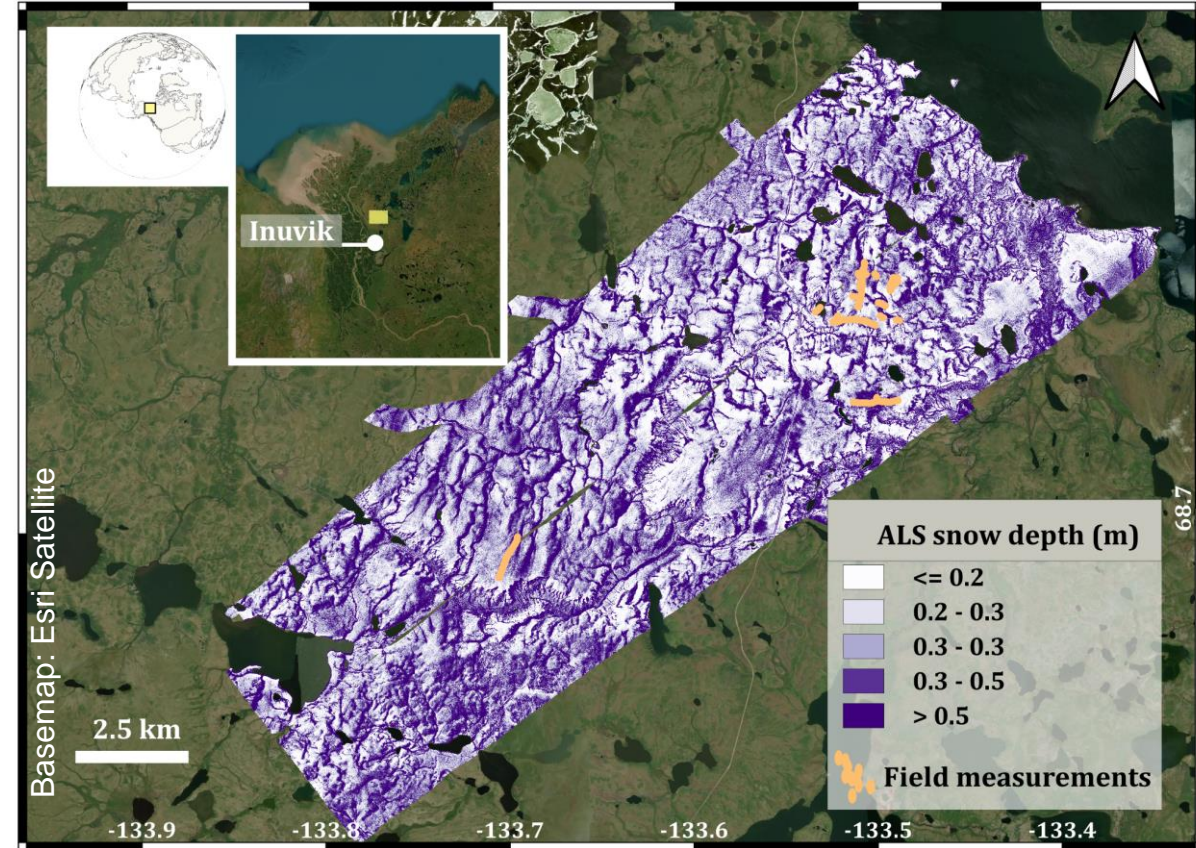 Inuvik
Basemap: Esri Satellite
2.5 km
ALS snow depth (m)
<= 0.2
0.2 - 0.3
0.3 - 0.3
0.3 - 0.5
> 0.5
Field measurements
68.7
-133.9
-133.8
-133.7
-133.6
-133.5
-133.4